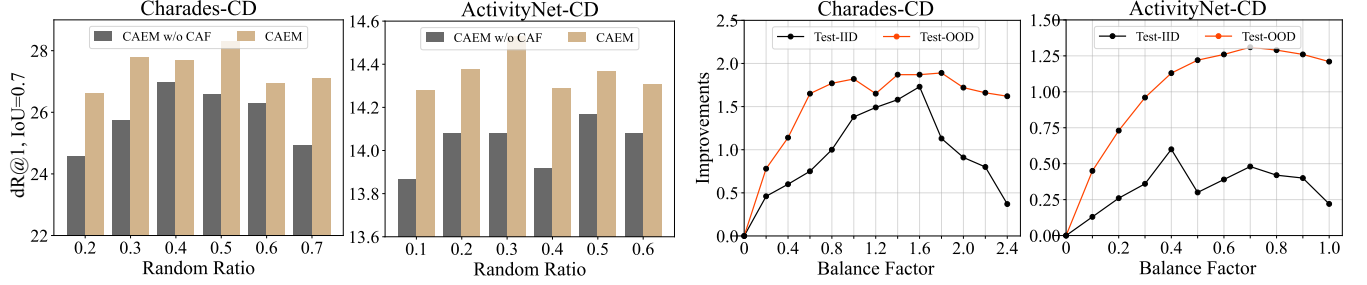 Charades-CD
dR@1, IoU=0.7
28
26
24
22
CAEM w/o CAF
CAEM
0.2 0.3 0.4 0.5 0.6 0.7
Random Ratio
ActivityNet-CD
14.6
14.4
14.2
14.0
13.8
13.6
CAEM w/o CAF
CAEM
0.1 0.2 0.3 0.4 0.5 0.6
Random Ratio
Charades-CD
Improvements
2.5
2.0
1.5
1.0
0.5
0.0
Test-IID
Test-OOD
0 0.4 0.8 1.2 1.6 2.0 2.4
Balance Factor
ActivityNet-CD
1.50
1.25
1.00
0.75
0.50
0.25
0.00
Test-IID
Test-OOD
0 0.2 0.4 0.6 0.8 1.0
Balance Factor